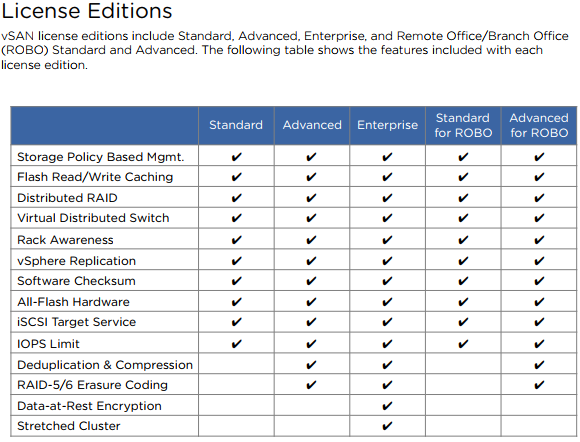 License Editions
vSAN license editions include Standard, Advanced, Enterprise, and Remote Office/Branch Office
(ROBO) Standard and Advanced. The following table shows the features included with each
license edition.
Standard Advanced Enterprise Standard for ROBO Advanced for ROBO
Storage Policy Based Mgmt. ✔ ✔ ✔ ✔ ✔
Flash Read/Write Caching ✔ ✔ ✔ ✔ ✔
Distributed RAID ✔ ✔ ✔ ✔ ✔
Virtual Distributed Switch ✔ ✔ ✔ ✔ ✔
Rack Awareness ✔ ✔ ✔ ✔ ✔
vSphere Replication ✔ ✔ ✔ ✔ ✔
Software Checksum ✔ ✔ ✔ ✔ ✔
All-Flash Hardware ✔ ✔ ✔ ✔ ✔
iSCSI Target Service ✔ ✔ ✔ ✔ ✔
IOPS Limit ✔ ✔ ✔ ✔ ✔
Deduplication & Compression ✔ ✔ ✔
RAID-5/6 Erasure Coding ✔ ✔ ✔
Data-at-Rest Encryption ✔
Stretched Cluster ✔